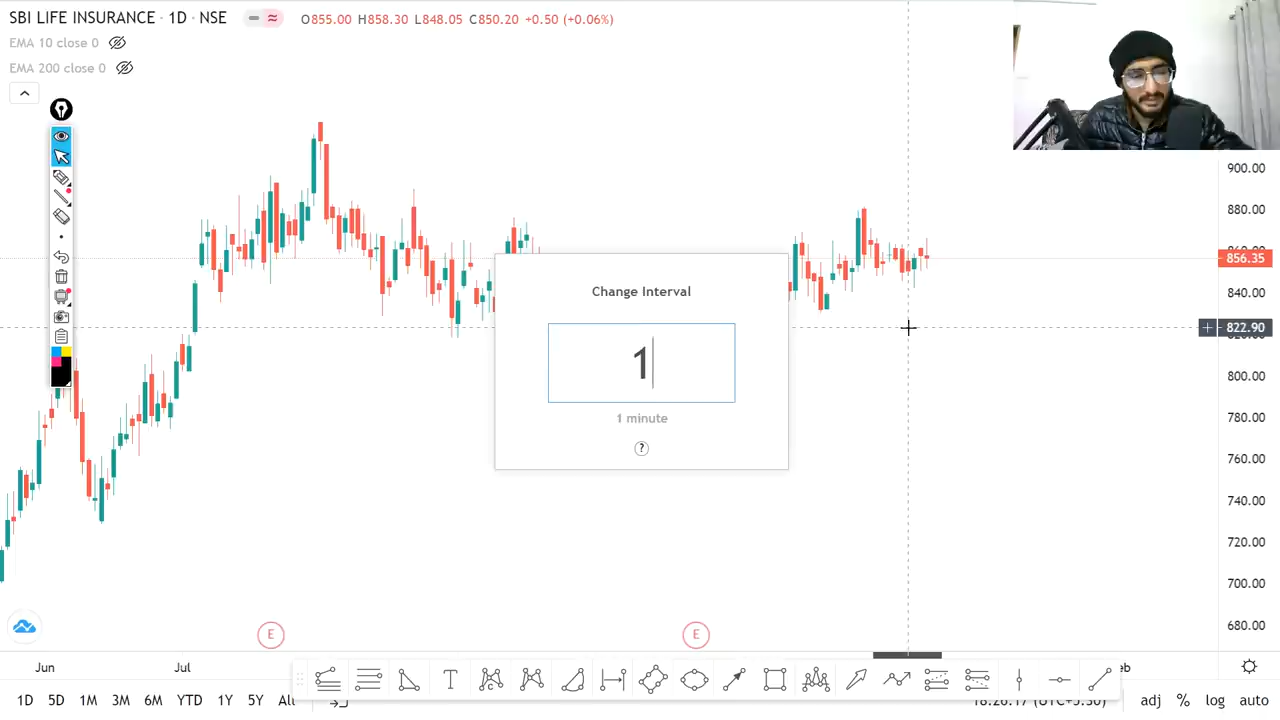 SBI LIFE INSURANCE · 1D · NSE
O855.00 H858.30 L848.05 C850.20 +0.50 (+0.06%)
EMA 10 close 0
EMA 200 close 0
900.00
880.00
856.35
840.00
822.90
800.00
780.00
760.00
740.00
720.00
700.00
680.00
Change Interval
1
1 minute
?
E
E
Jun
Jul
T
1D 5D 1M 3M 6M YTD 1Y 5Y All
adj % log auto